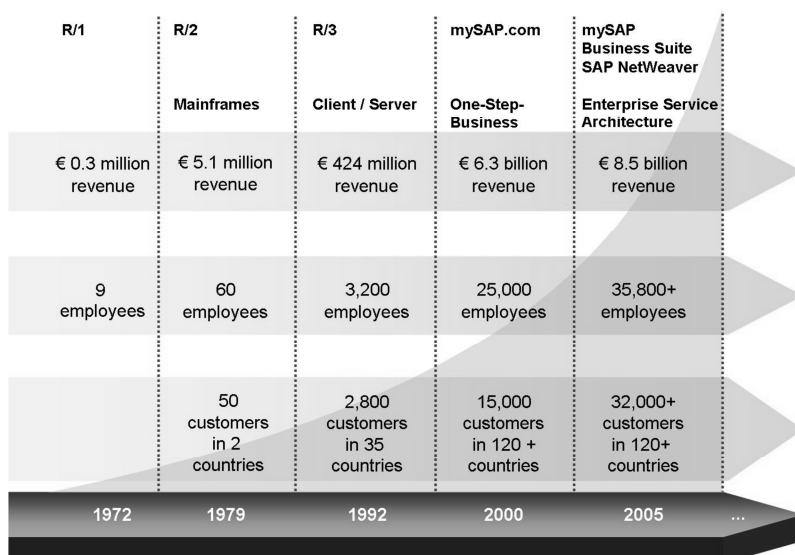 R/1
R/2
R/3
mySAP.com
mySAP
Business Suite
SAP NetWeaver
Mainframes
Client / Server
One-Step-
Business
Enterprise Service
Architecture
€ 0.3 million
revenue
€ 5.1 million
revenue
€ 424 million
revenue
€ 6.3 billion
revenue
€ 8.5 billion
revenue
9
employees
60
employees
3,200
employees
25,000
employees
35,800+
employees
50
customers
in 2
countries
2,800
customers
in 35
countries
15,000
customers
in 120 +
countries
32,000+
customers
in 120+
countries
1972
1979
1992
2000
2005
...